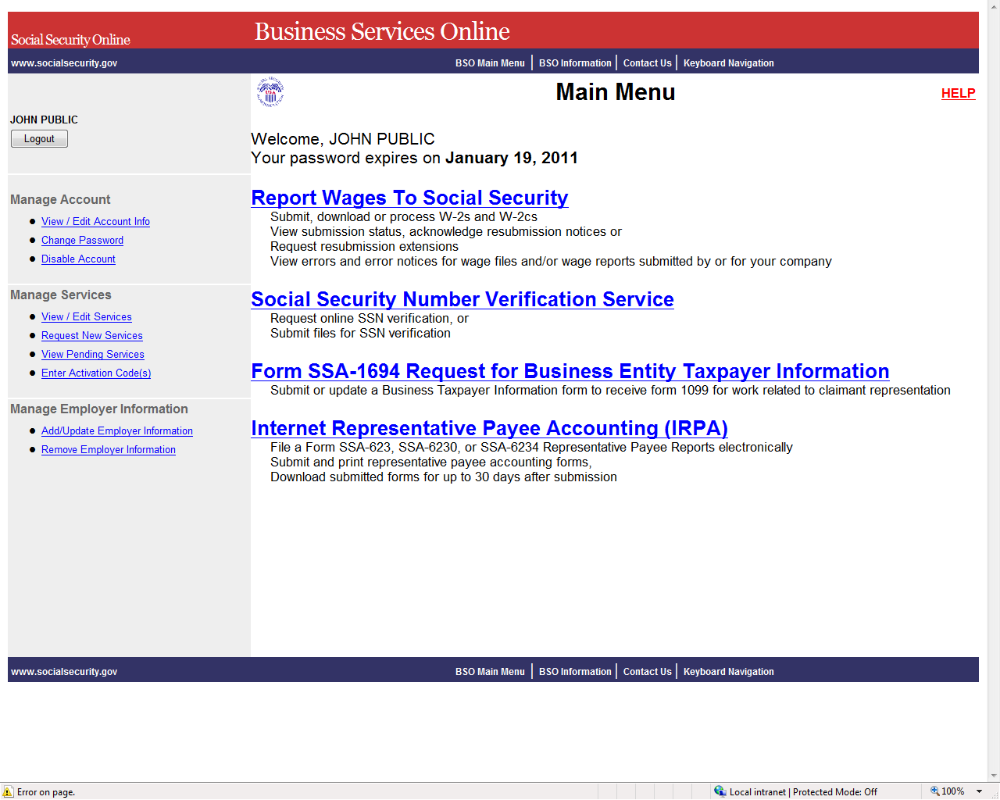 Social Security Online
Business Services Online
www.socialsecurity.gov
BSO Main Menu | BSO Information | Contact Us | Keyboard Navigation
JOHN PUBLIC
Logout
Manage Account
View / Edit Account Info
Change Password
Disable Account
Manage Services
View / Edit Services
Request New Services
View Pending Services
Enter Activation Code(s)
Manage Employer Information
Add/Update Employer Information
Remove Employer Information
USA
Main Menu
HELP
Welcome, JOHN PUBLIC
Your password expires on January 19, 2011
Report Wages To Social Security
Submit, download or process W-2s and W-2cs
View submission status, acknowledge resubmission notices or
Request resubmission extensions
View errors and error notices for wage files and/or wage reports submitted by or for your company
Social Security Number Verification Service
Request online SSN verification, or
Submit files for SSN verification
Form SSA-1694 Request for Business Entity Taxpayer Information
Submit or update a Business Taxpayer Information form to receive form 1099 for work related to claimant representation
Internet Representative Payee Accounting (IRPA)
File a Form SSA-623, SSA-6230, or SSA-6234 Representative Payee Reports electronically
Submit and print representative payee accounting forms,
Download submitted forms for up to 30 days after submission
www.socialsecurity.gov
BSO Main Menu | BSO Information | Contact Us | Keyboard Navigation
Error on page.
Local intranet | Protected Mode: Off
100%